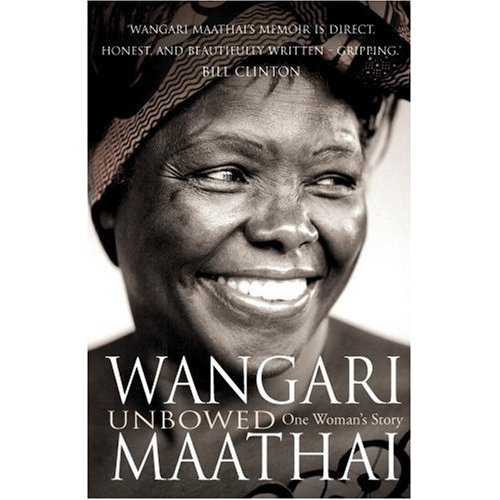 'WANGARI MAATHAI'S MEMOIR IS DIRECT,
HONEST, AND BEAUTIFULLY WRITTEN – GRIPPING.'
BILL CLINTON
WANGARI
UNBOWED One Woman's Story
MAATHAI